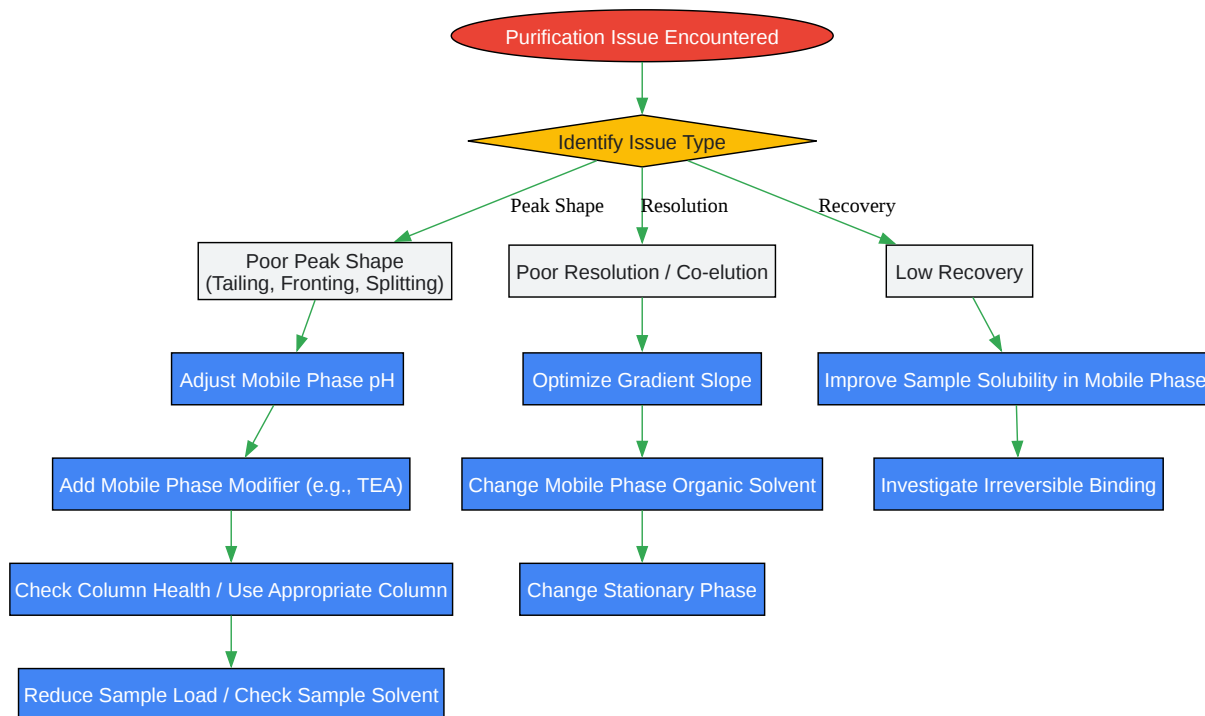 Purification Issue Encountered
Identify Issue Type
Peak Shape
Resolution
Recovery
Poor Peak Shape
(Tailing, Fronting, Splitting)
Poor Resolution / Co-elution
Low Recovery
Adjust Mobile Phase pH
Optimize Gradient Slope
Improve Sample Solubility in Mobile Phase
Add Mobile Phase Modifier (e.g., TEA)
Change Mobile Phase Organic Solvent
Investigate Irreversible Binding
Check Column Health / Use Appropriate Column
Change Stationary Phase
Reduce Sample Load / Check Sample Solvent